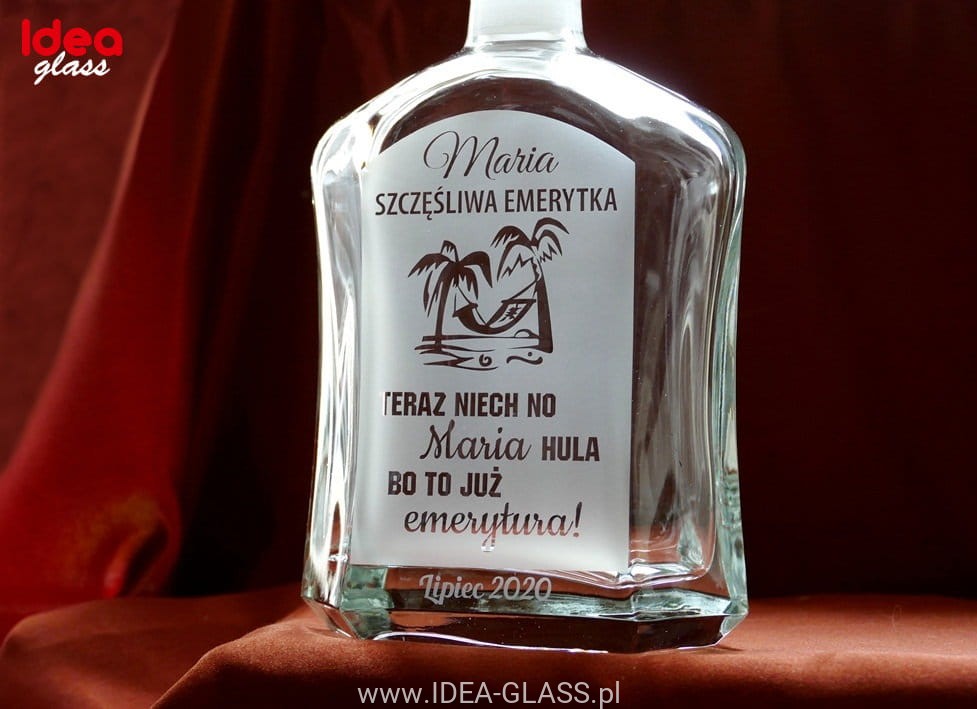 Idea
glass
Maria
SZCZĘŚLIWA EMERYTKA
TERAZ NIECH NO
Maria HULA
BO TO JUŻ
emerytura!
Lipiec 2020
www.IDEA-GLASS.pl